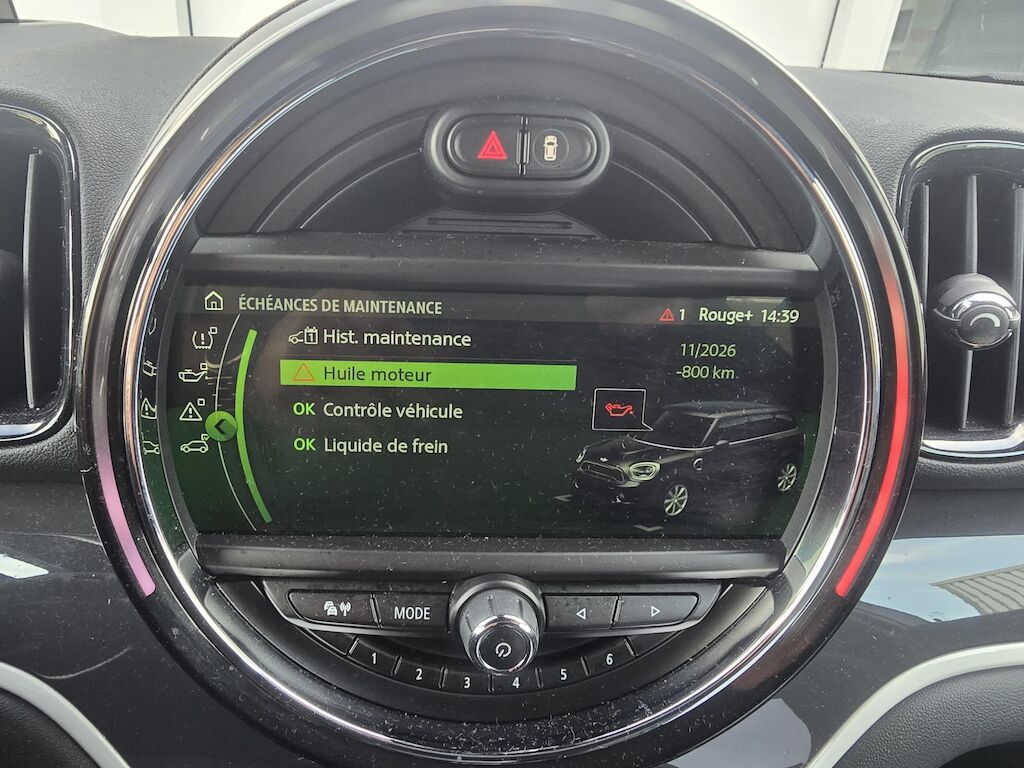 ÉCHÉANCES DE MAINTENANCE
1 Rouge+ 14:39
1 Hist. maintenance
11/2026
Huile moteur
-800 km
OK Contrôle véhicule
OK Liquide de frein
MODE
1 2 3 4 5 6